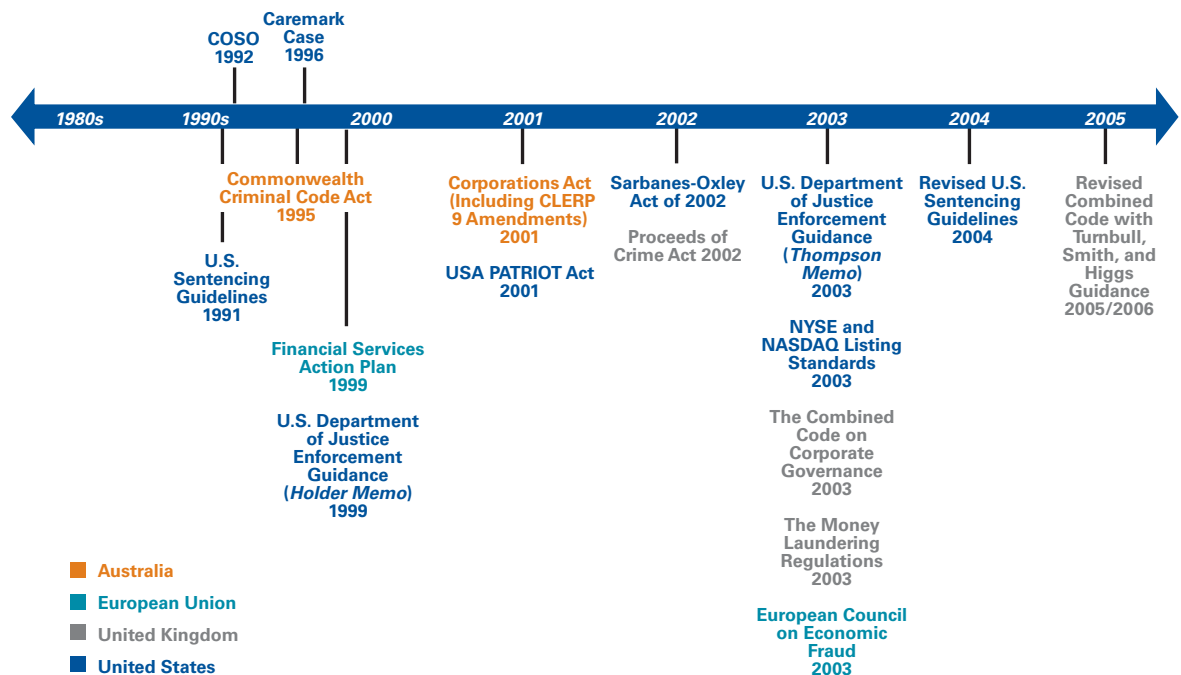 Caremark
Case
1996
COSO
1992
1980s
1990s
2000
2001
2002
2003
2004
2005
Commonwealth
Criminal Code Act
1995
U.S.
Sentencing
Guidelines
1991
Financial Services
Action Plan
1999
U.S. Department
of Justice
Enforcement
Guidance
(Holder Memo)
1999
Corporations Act
(Including CLERP
9 Amendments)
2001
USA PATRIOT Act
2001
Sarbanes-Oxley
Act of 2002
Proceeds of
Crime Act 2002
U.S. Department
of Justice
Enforcement
Guidance
(Thompson
Memo)
2003
NYSE and
NASDAQ Listing
Standards
2003
The Combined
Code on
Corporate
Governance
2003
The Money
Laundering
Regulations
2003
European Council
on Economic
Fraud
2003
Revised U.S.
Sentencing
Guidelines
2004
Revised
Combined
Code with
Turnbull,
Smith, and
Higgs
Guidance
2005/2006
Australia
European Union
United Kingdom
United States